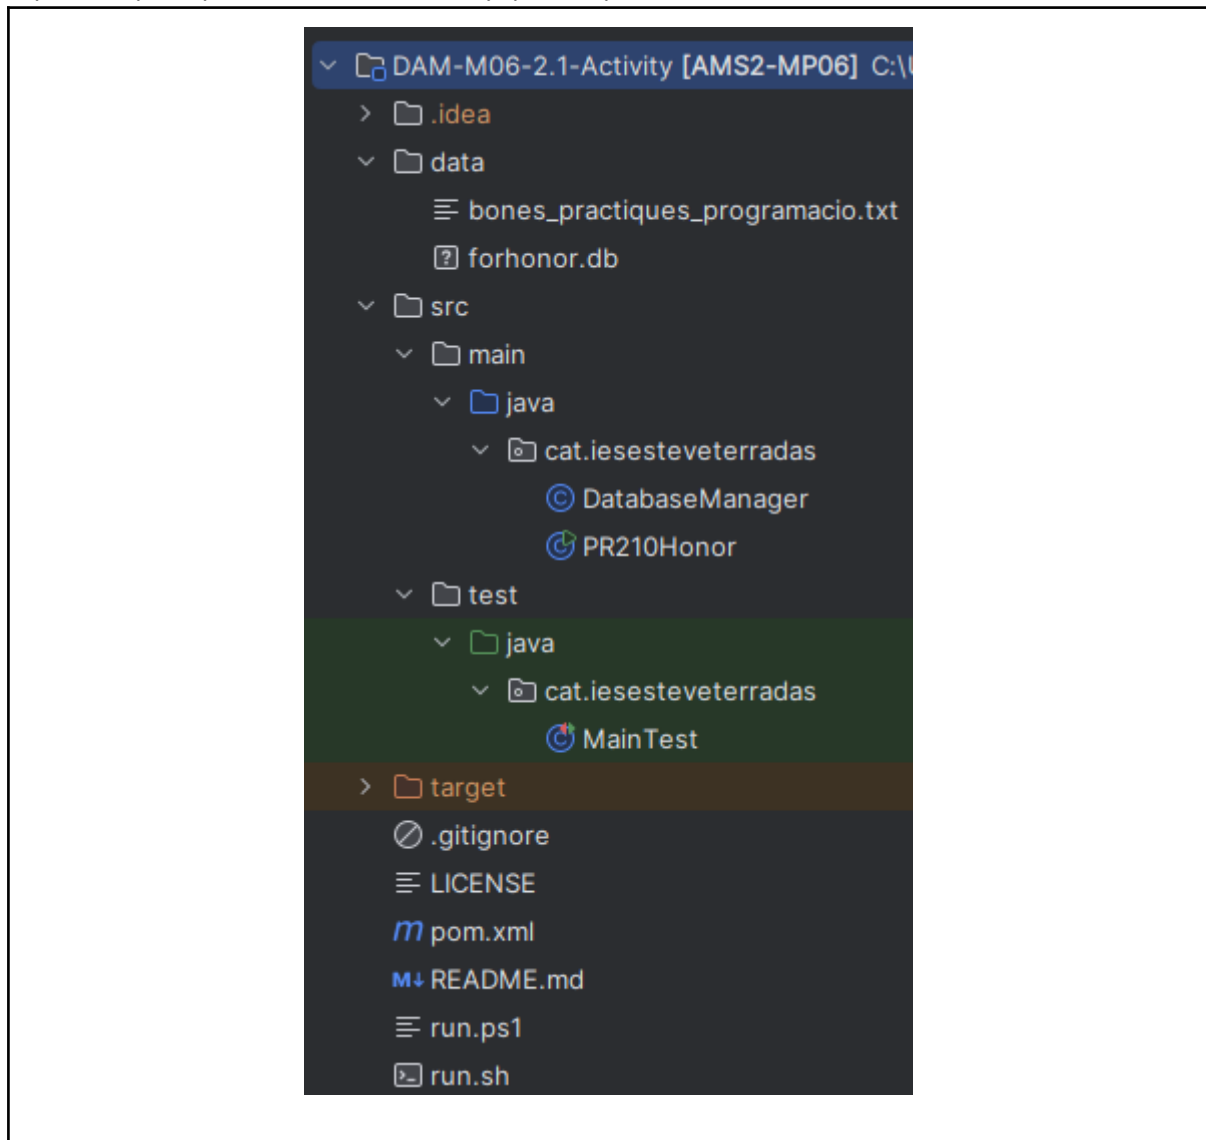 DAM-M06-2.1-Activity [AMS2-MP06] C:\
.idea
data
bones_practiques_programacio.txt
forhonor.db
src
main
java
cat.iesesteveterradas
DatabaseManager
PR210Honor
test
java
cat.iesesteveterradas
MainTest
target
.gitignore
LICENSE
pom.xml
README.md
run.ps1
run.sh